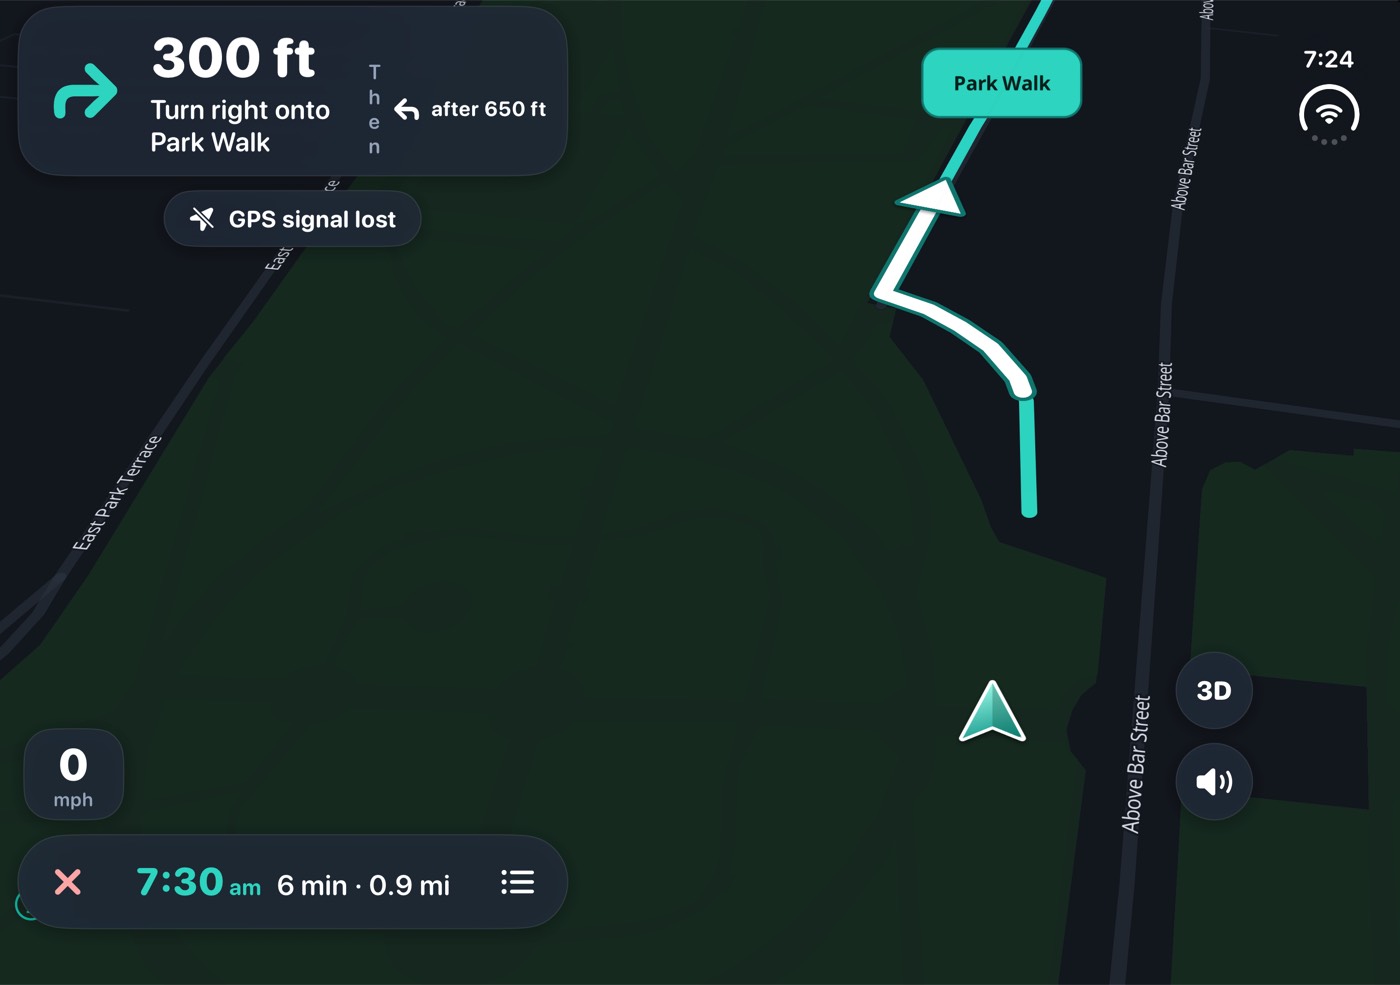 300 ft
Turn right onto
Park Walk
Then
after 650 ft
GPS signal lost
Park Walk
7:24
East
East Park Terrace
Above Bar Street
Above Bar Street
Above Bar Street
3D
0
mph
7:30 am 6 min · 0.9 mi